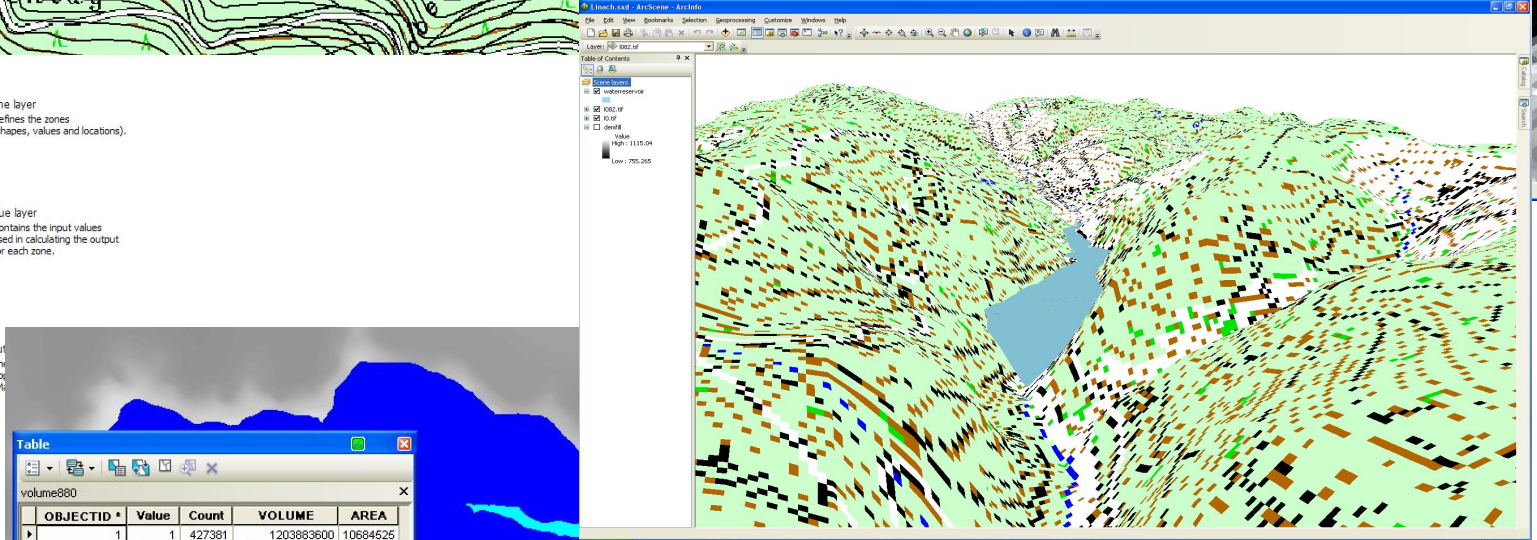 ne layer
efines the zones
hapes, values and locations).
ue layer
ontains the input values
sed in calculating the output
or each zone.
Table
volume880
OBJECTID * Value Count VOLUME AREA
1 1 427381 1203883600 10684525
Linach.sxd - ArcScene - ArcInfo
File Edit View Bookmarks Selection Geoprocessing Customize Windows Help
Layer: l082.tif
Table of Contents
Scene layers
waterreservoir
l082.tif
l0.tif
demfill
Value
High : 1115.04
Low : 755.265
Catalog
Search